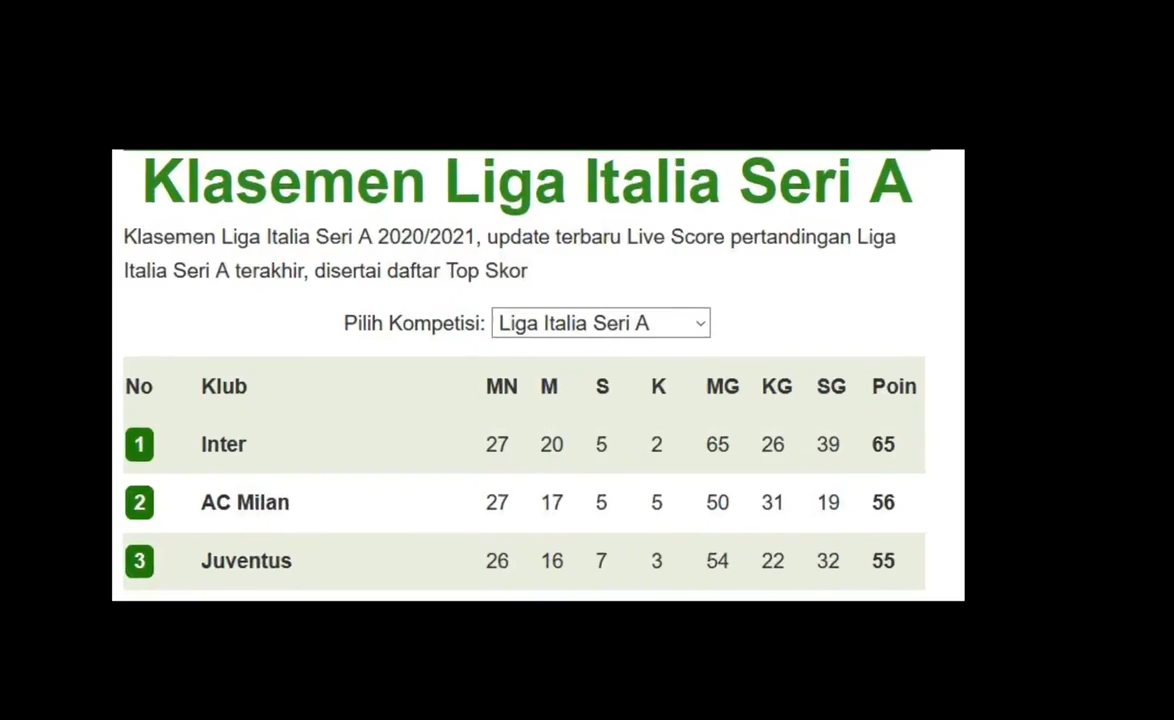 Klasemen Liga Italia Seri A
Klasemen Liga Italia Seri A 2020/2021, update terbaru Live Score pertandingan Liga
Italia Seri A terakhir, disertai daftar Top Skor
Pilih Kompetisi: Liga Italia Seri A
No Klub MN M S K MG KG SG Poin
1 Inter 27 20 5 2 65 26 39 65
2 AC Milan 27 17 5 5 50 31 19 56
3 Juventus 26 16 7 3 54 22 32 55